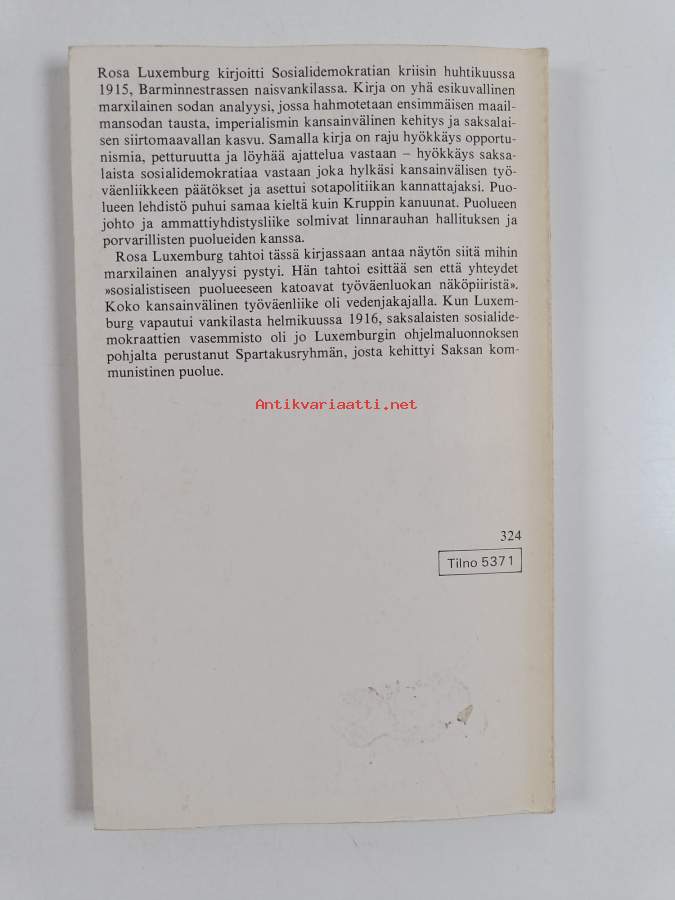 Rosa Luxemburg kirjoitti Sosialidemokratian kriisin huhtikuussa
1915, Barminnestrassen naisvankilassa. Kirja on yhä esikuvallinen
marxilainen sodan analyysi, jossa hahmotetaan ensimmäisen maail-
mansodan tausta, imperialismin kansainvälinen kehitys ja saksalai-
sen siirtomaavallan kasvu. Samalla kirja on raju hyökkäys opportu-
nismia, petturuutta ja löyhää ajattelua vastaan – hyökkäys saksa-
laista sosialidemokratiaa vastaan joka hylkäsi kansainvälisen työ-
väenliikkeen päätökset ja asettui sotapolitiikan kannattajaksi. Puo-
lueen lehdistö puhui samaa kieltä kuin Kruppin kanuunat. Puolueen
johto ja ammattiyhdistysliike solmivat linnarauhan hallituksen ja
porvarillisten puolueiden kanssa.
Rosa Luxemburg tahtoi tässä kirjassaan antaa näytön siitä mihin
marxilainen analyysi pystyi. Hän tahtoi esittää sen että yhteydet
»sosialistiseen puolueeseen katoavat työväenluokan näköpiiristä».
Koko kansainvälinen työväenliike oli vedenjakajalla. Kun Luxem-
burg vapautui vankilasta helmikuussa 1916, saksalaisten sosialide-
mokraattien vasemmisto oli jo Luxemburgin ohjelmaluonnoksen
pohjalta perustanut Spartakusryhmän, josta kehittyi Saksan kom-
munistinen puolue.
Antikvariaatti.net
324
Tilno 5371